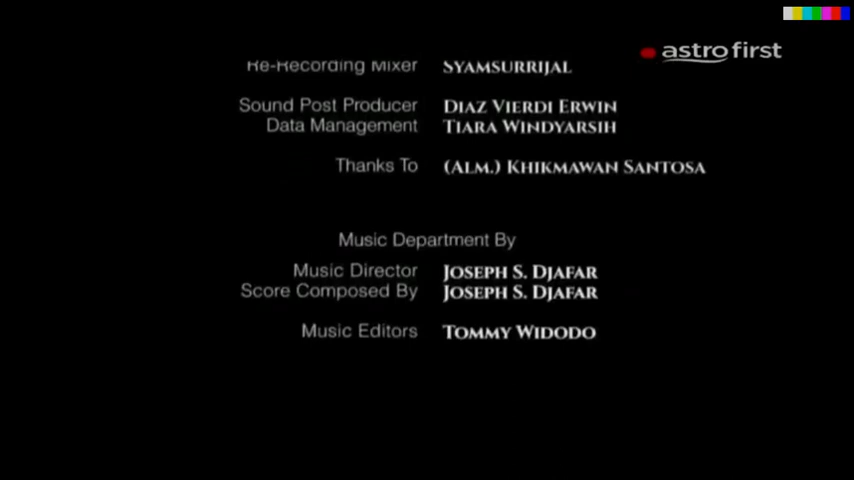 astro first
Re-Recording Mixer SYAMSURRIJAL
Sound Post Producer DIAZ VIERDI ERWIN
Data Management TIARA WINDYARSIH
Thanks To (ALM.) KHIKMAWAN SANTOSA
Music Department By
Music Director JOSEPH S. DJAFAR
Score Composed By JOSEPH S. DJAFAR
Music Editors TOMMY WIDODO